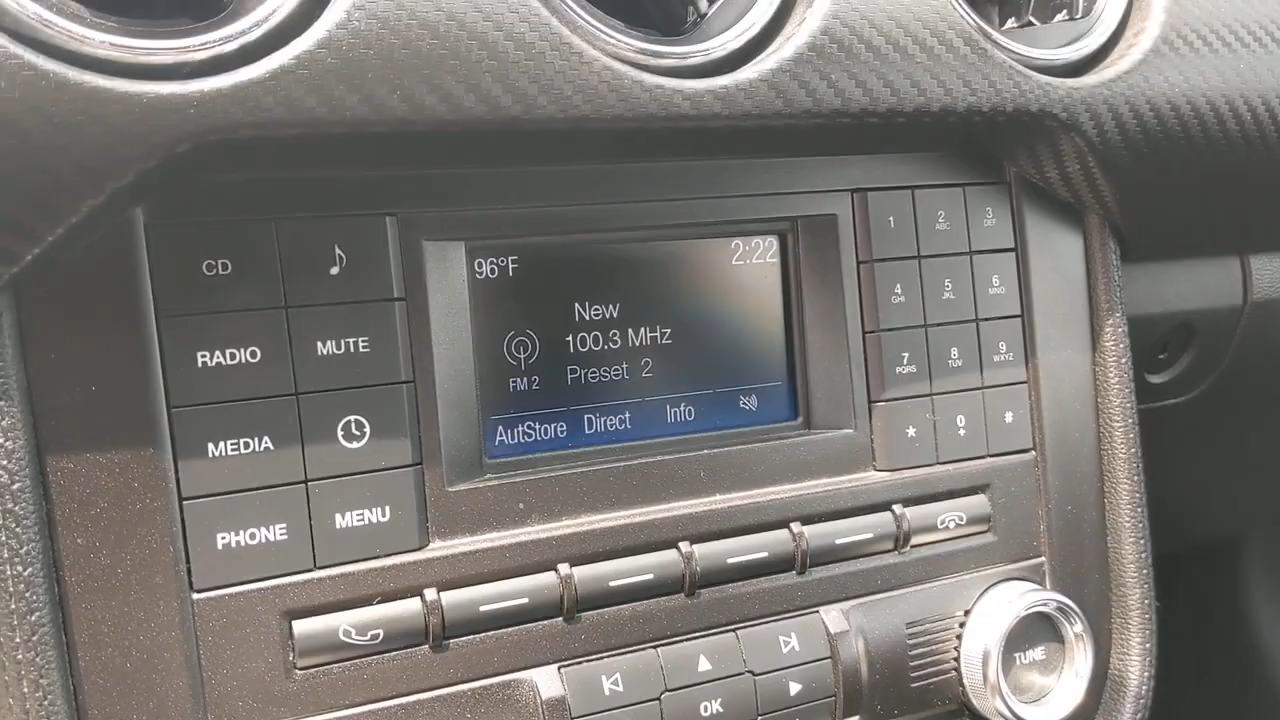 CD
RADIO
MUTE
MEDIA
PHONE
MENU
96°F
2:22
New
100.3 MHz
FM 2
Preset 2
AutStore Direct Info
1
2
ABC
3
DEF
4
GHI
5
JKL
6
MNO
7
PQRS
8
TUV
9
WXYZ
*
0
+
#
OK
TUNE